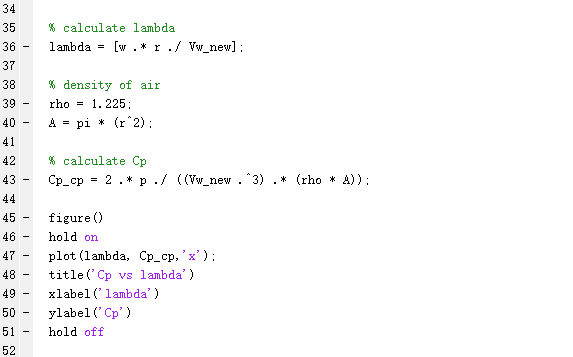 34
35 % calculate lambda
36 – lambda = [w .* r ./ Vw_new];
37
38 % density of air
39 – rho = 1.225;
40 – A = pi * (r^2);
41
42 % calculate Cp
43 – Cp_cp = 2 .* p ./ ((Vw_new .^3) .* (rho * A));
44
45 – figure()
46 – hold on
47 – plot(lambda, Cp_cp,'x');
48 – title('Cp vs lambda')
49 – xlabel('lambda')
50 – ylabel('Cp')
51 – hold off
52